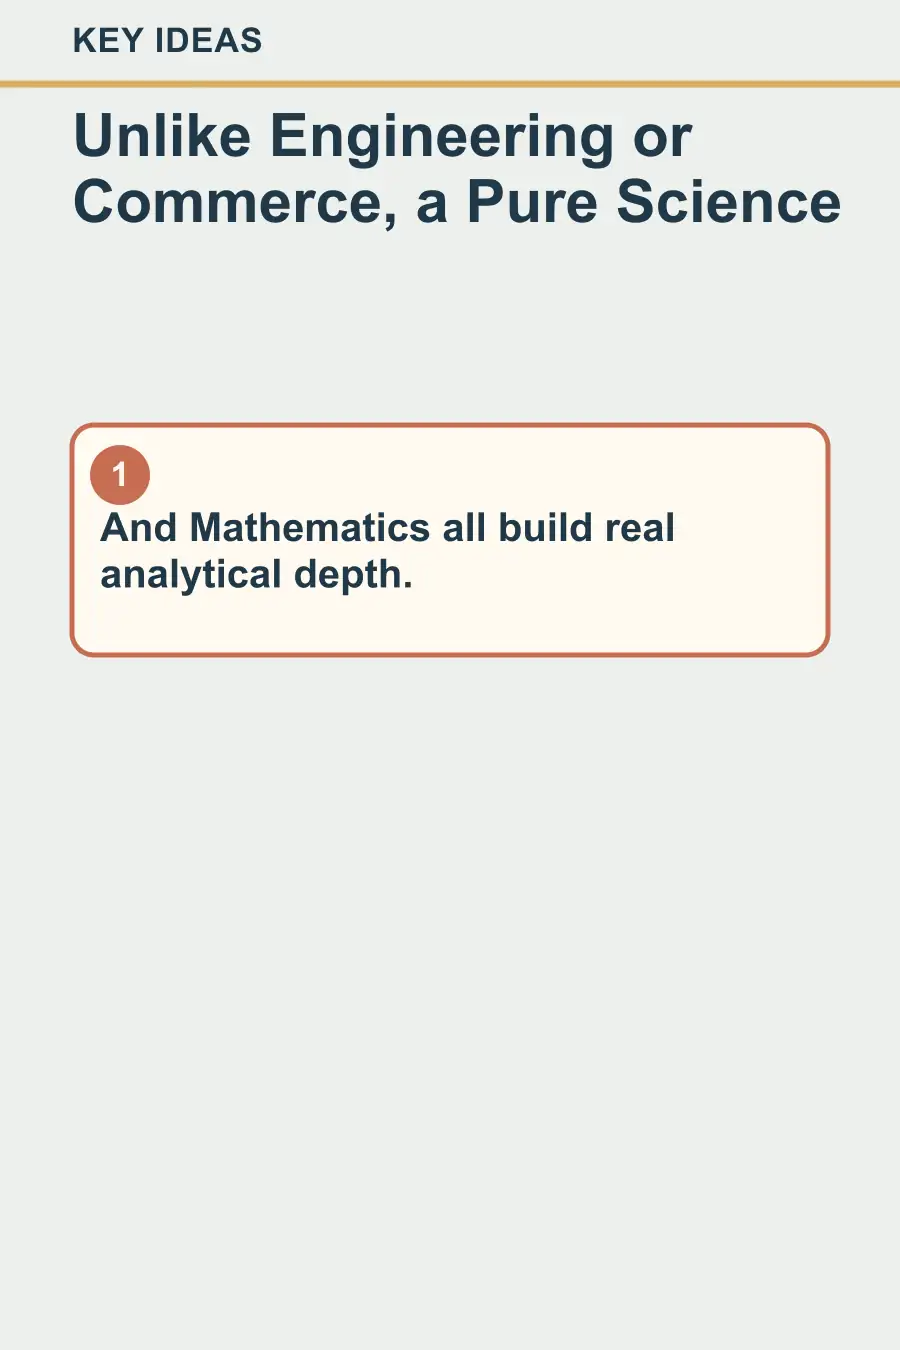 KEY IDEAS
Unlike Engineering or
Commerce, a Pure Science
1
And Mathematics all build real
analytical depth.